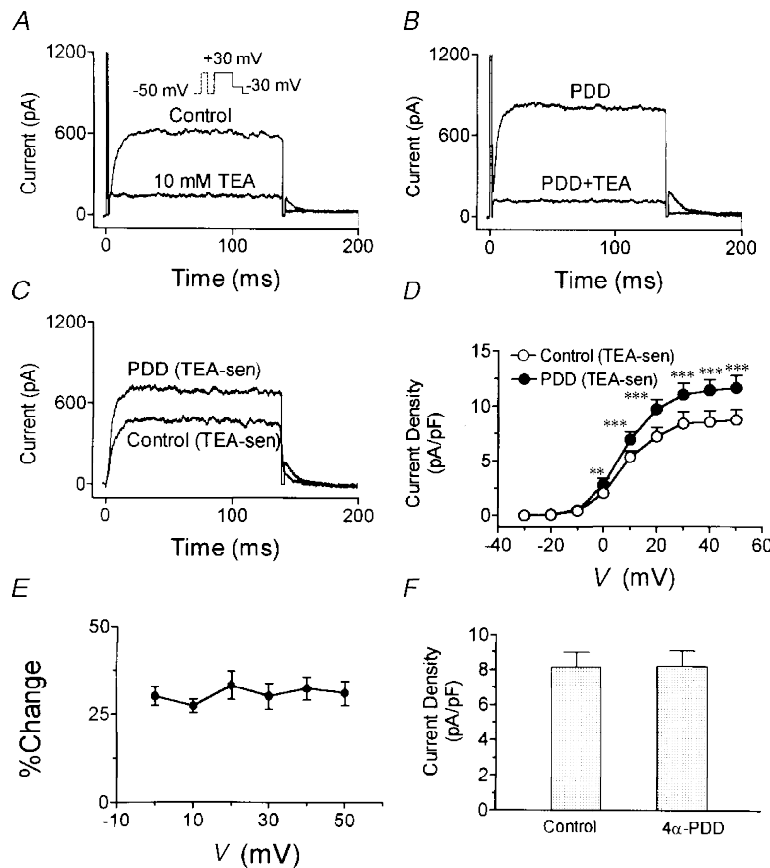 A
1200
600
0
Current (pA)
+30 mV
-50 mV
-30 mV
Control
10 mM TEA
0
100
200
Time (ms)
B
1200
600
0
Current (pA)
PDD
PDD+TEA
0
100
200
Time (ms)
C
1200
600
0
Current (pA)
PDD (TEA-sen)
Control (TEA-sen)
0
100
200
Time (ms)
D
15
10
5
0
Current Density
(pA/pF)
Control (TEA-sen)
PDD (TEA-sen)
**
***
***
***
***
***
-40
-20
0
20
40
60
V (mV)
E
50
25
0
%Change
-10
10
30
50
V (mV)
F
10
8
6
4
2
0
Current Density
(pA/pF)
Control
4α-PDD